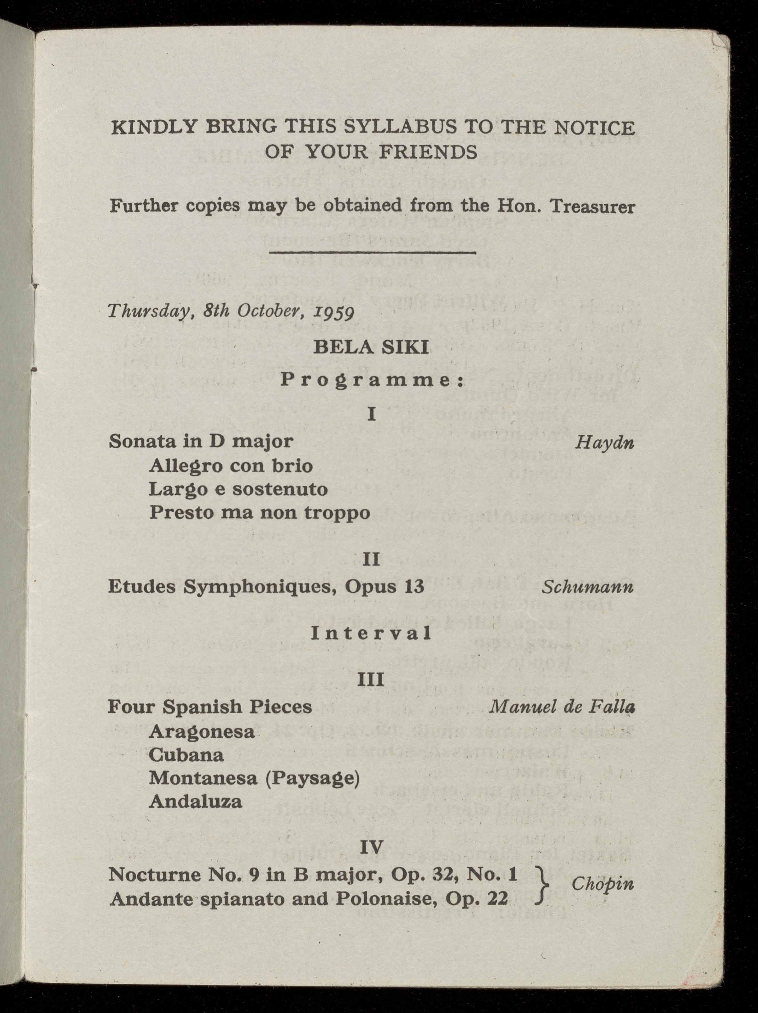 KINDLY BRING THIS SYLLABUS TO THE NOTICE
OF YOUR FRIENDS
Further copies may be obtained from the Hon. Treasurer
Thursday, 8th October, 1959
BELA SIKI
Programme:
I
Sonata in D major Haydn
Allegro con brio
Largo e sostenuto
Presto ma non troppo
II
Etudes Symphoniques, Opus 13 Schumann
Interval
III
Four Spanish Pieces Manuel de Falla
Aragonesa
Cubana
Montanesa (Paysage)
Andaluza
IV
Nocturne No. 9 in B major, Op. 32, No. 1
Andante spianato and Polonaise, Op. 22 } Chopin